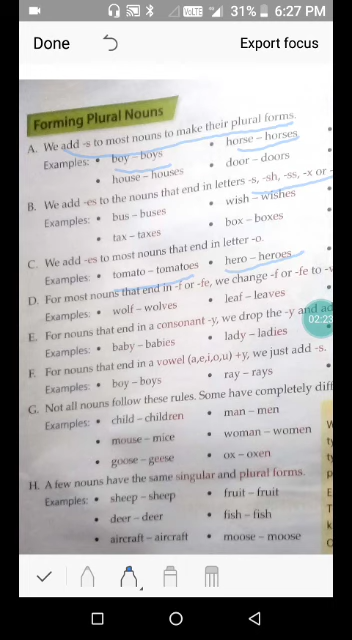 VoLTE 4G 31% 6:27 PM
Done Export focus
Forming Plural Nouns
A. We add -s to most nouns to make their plural forms.
Examples: • boy – boys • horse – horses •
• house – houses • door – doors
B. We add -es to the nouns that end in letters -s, -sh, -ss, -x or -
Examples: • bus – buses • wish – wishes •
• tax – taxes • box – boxes
C. We add -es to most nouns that end in letter -o.
Examples: • tomato – tomatoes • hero – heroes •
D. For most nouns that end in -f or -fe, we change -f or -fe to -v
Examples: • wolf – wolves • leaf – leaves •
E. For nouns that end in a consonant -y, we drop the -y and ad
02:23
Examples: • baby – babies • lady – ladies •
F. For nouns that end in a vowel (a,e,i,o,u) +y, we just add -s.
Examples: • boy – boys • ray – rays •
G. Not all nouns follow these rules. Some have completely diff
Examples: • child – children • man – men •
• mouse – mice • woman – women •
• goose – geese • ox – oxen •
H. A few nouns have the same singular and plural forms.
Examples: • sheep – sheep • fruit – fruit
• deer – deer • fish – fish
• aircraft – aircraft • moose – moose